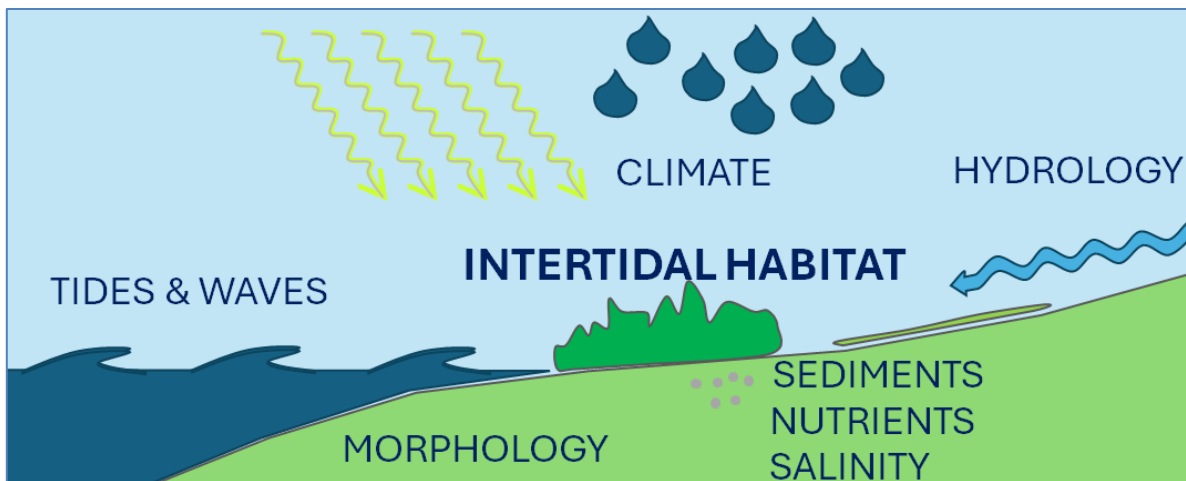 CLIMATE
HYDROLOGY
INTERTIDAL HABITAT
TIDES & WAVES
SEDIMENTS
NUTRIENTS
SALINITY
MORPHOLOGY